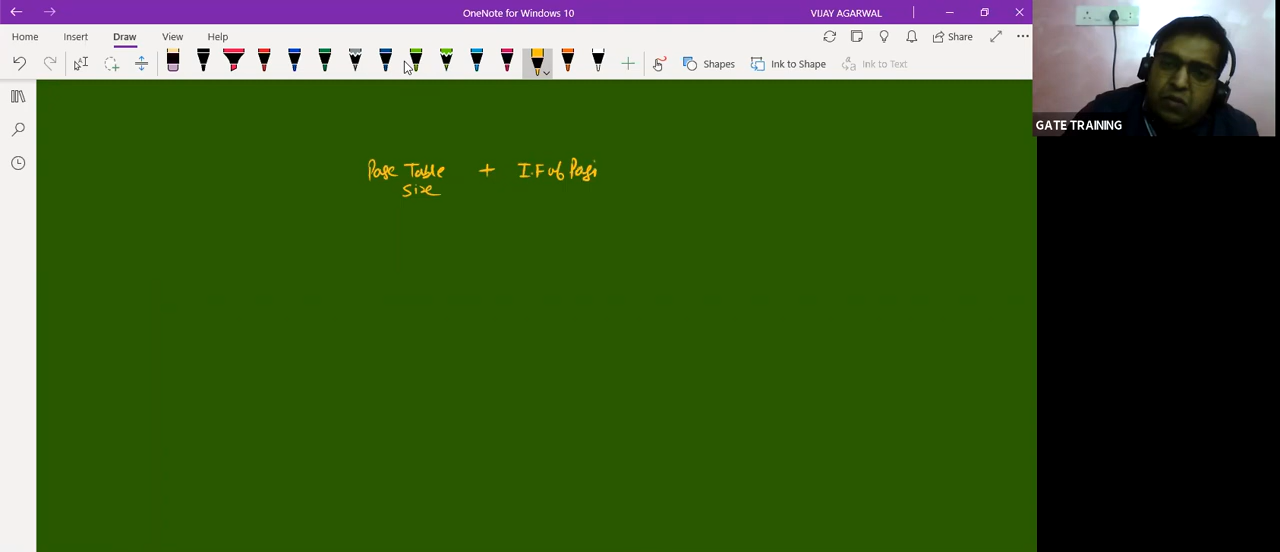 OneNote for Windows 10
VIJAY AGARWAL
Home Insert Draw View Help
Share
Shapes
Ink to Shape
Ink to Text
GATE TRAINING
Page Table + I.F of Pagi
Size